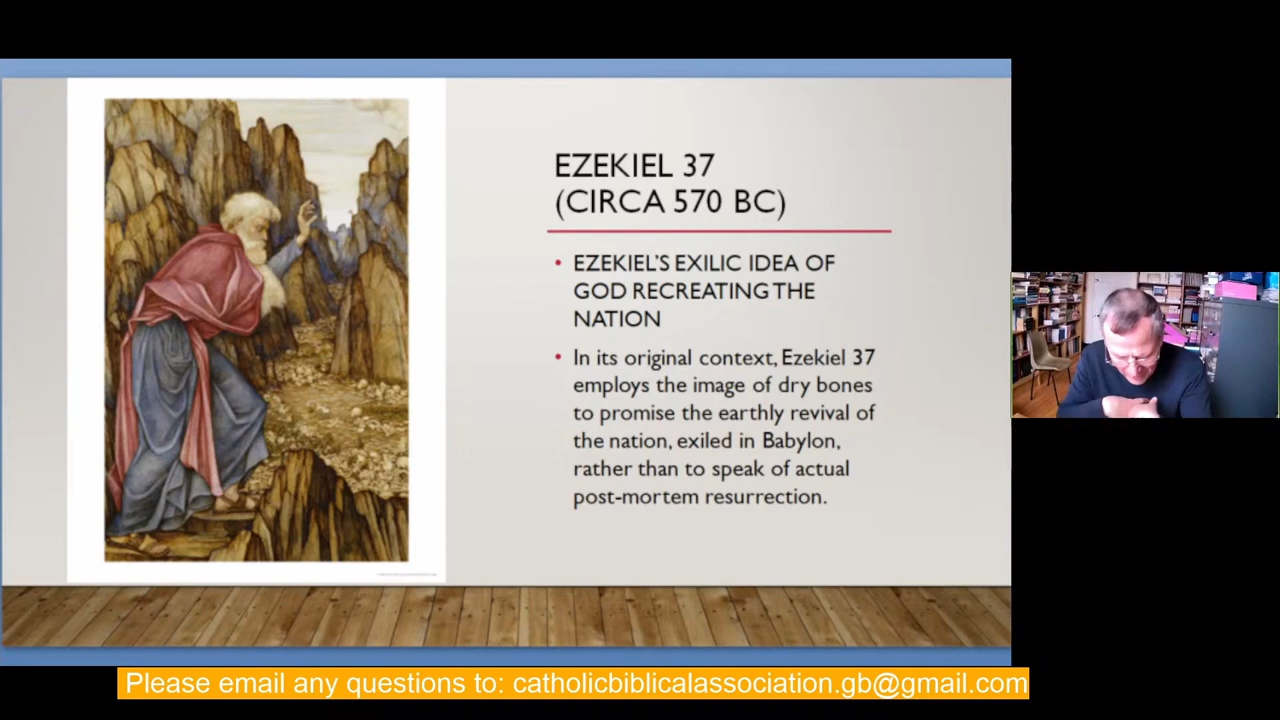 EZEKIEL 37
(CIRCA 570 BC)
• EZEKIEL'S EXILIC IDEA OF
GOD RECREATING THE
NATION
• In its original context, Ezekiel 37
employs the image of dry bones
to promise the earthly revival of
the nation, exiled in Babylon,
rather than to speak of actual
post-mortem resurrection.
Please email any questions to: catholicbiblicalassociation.gb@gmail.com